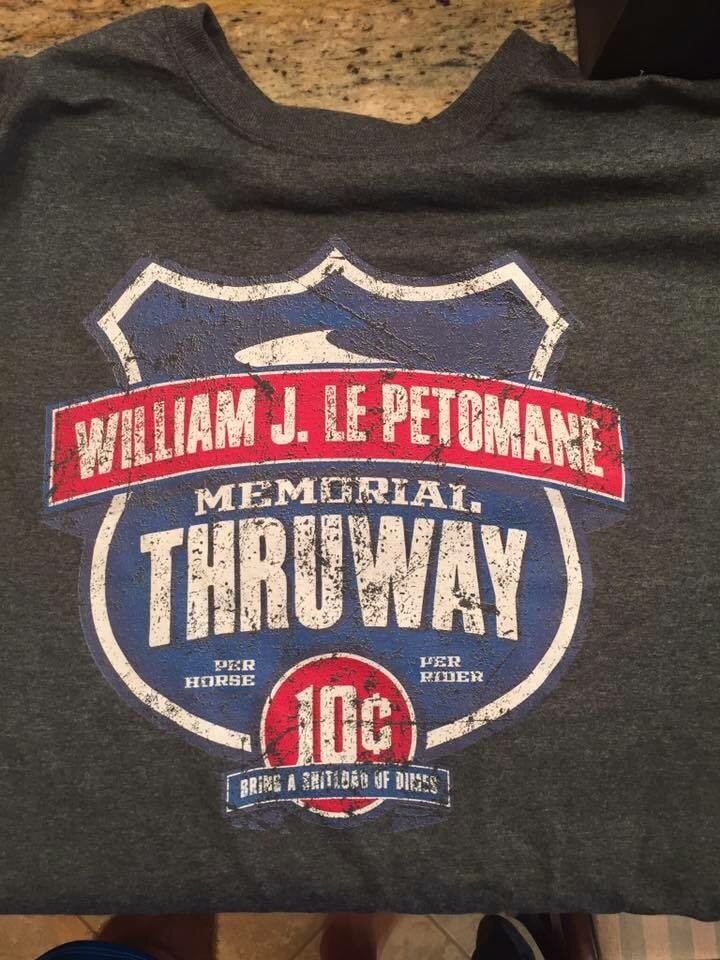 WILLIAM J. LE PETOMANE
MEMORIAL
THRUWAY
PER HORSE
PER RIDER
10¢
BRING A SHITLOAD OF DIMES